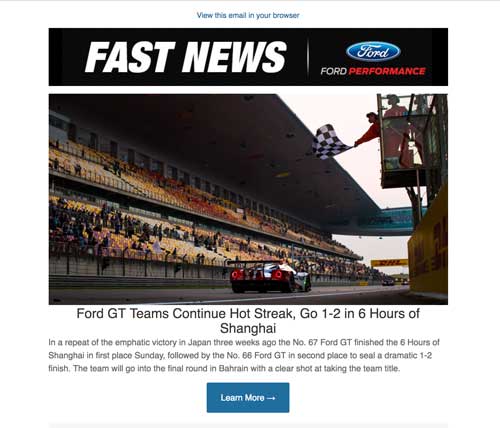 View this email in your browser
FAST NEWS
Ford
FORD PERFORMANCE
DHL
Ford GT Teams Continue Hot Streak, Go 1-2 in 6 Hours of
Shanghai
In a repeat of the emphatic victory in Japan three weeks ago the No. 67 Ford GT finished the 6 Hours of
Shanghai in first place Sunday, followed by the No. 66 Ford GT in second place to seal a dramatic 1-2
finish. The team will go into the final round in Bahrain with a clear shot at taking the team title.
Learn More →